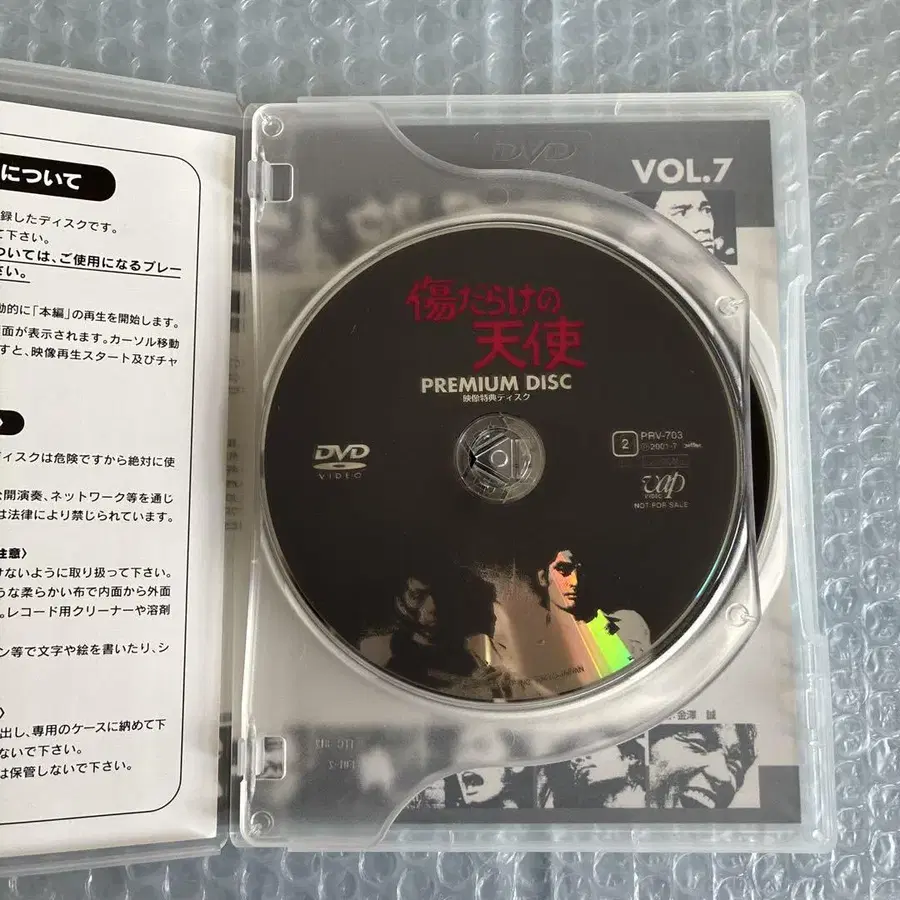 について
録したディスクです。
て下さい。
ついては、ご使用になるプレー
さい。
動的に「本編」の再生を開始します。
面が表示されます。カーソル移動
すと、映像再生スタート及びチャ
ディスクは危険ですから絶対に使
公開演奏、ネットワーク等を通じ
は法律により禁じられています。
注意〉
けないように取り扱って下さい。
うな柔らかい布で内面から外面
。レコード用クリーナーや溶剤
ン等で文字や絵を書いたり、シ
出し、専用のケースに納めて下
ないで下さい。
は保管しないで下さい。
DVD
VOL.7
傷だらけの
天使
PREMIUM DISC
映像特典ディスク
DVD
VIDEO
2
PRV-703
vap
VIDEO
NOT FOR SALE
金澤 誠